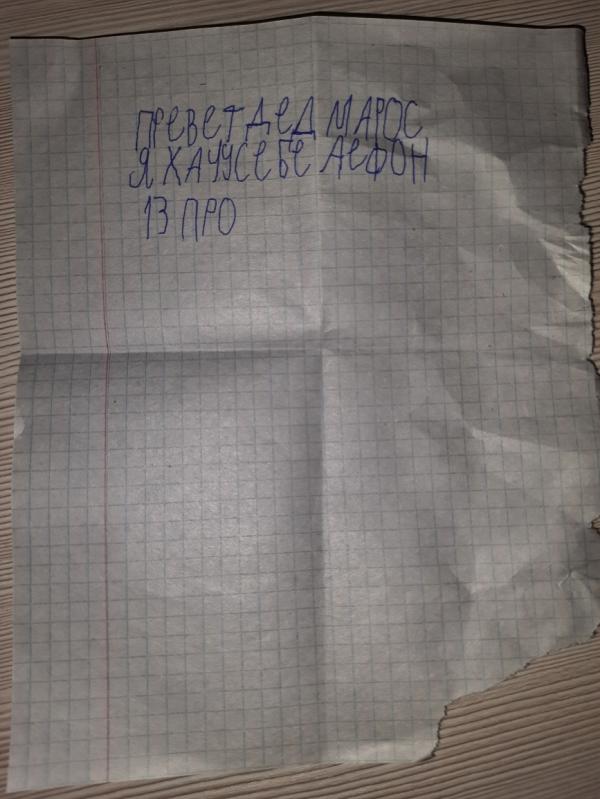 ПРЕВЕТ ДЕД МАРОС
Я ХАЧУ СЕБЕ АЕФОН
13 ПРО